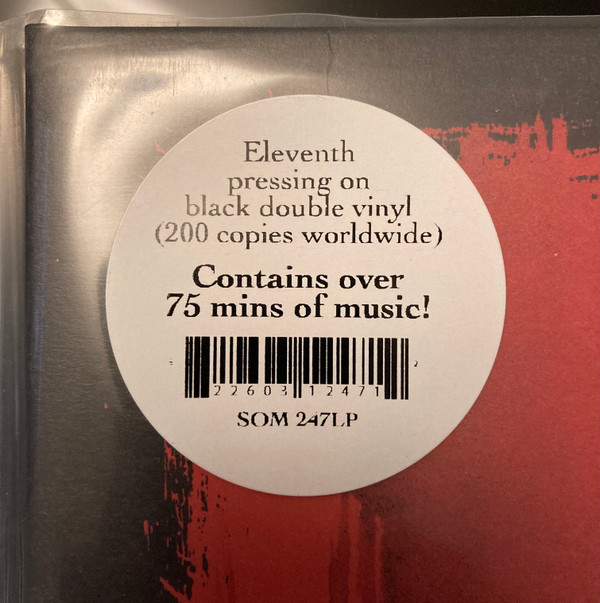 Eleventh
pressing on
black double vinyl
(200 copies worldwide)
Contains over
75 mins of music!
22603 12471
SOM 247LP